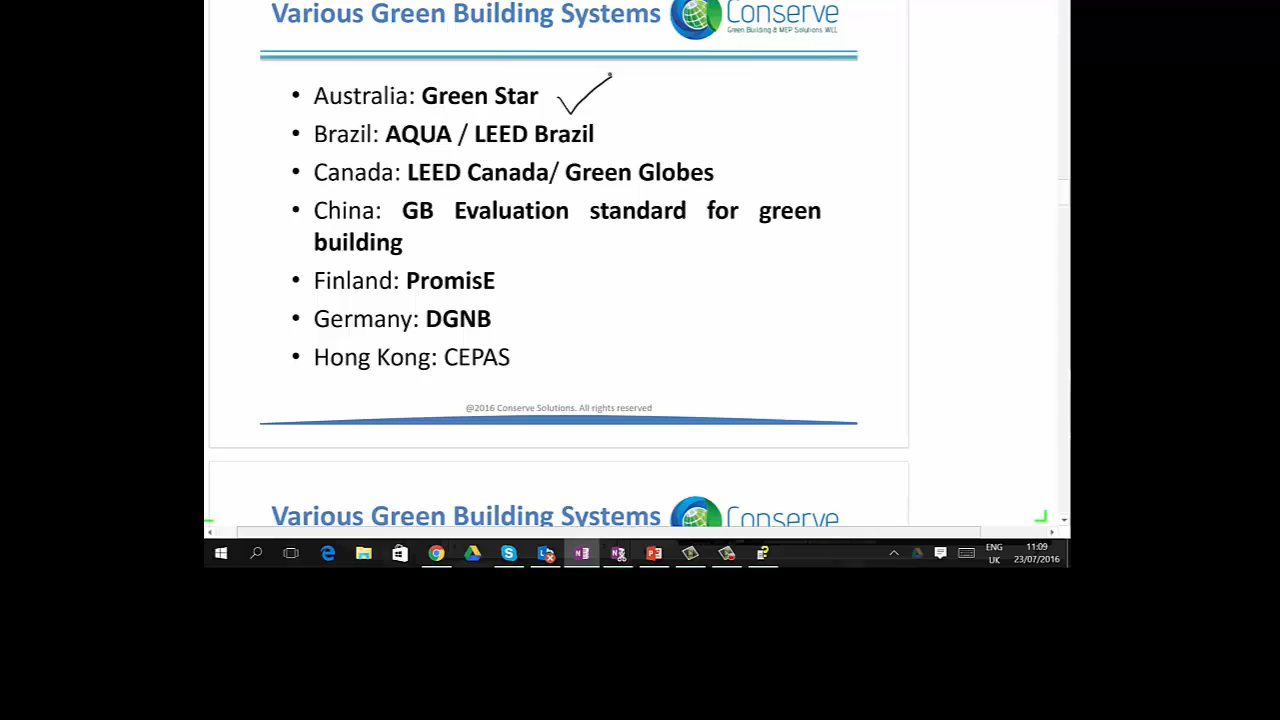 Various Green Building Systems
Conserve
Green Building & MEP Solutions WLL
• Australia: Green Star
• Brazil: AQUA / LEED Brazil
• Canada: LEED Canada/ Green Globes
• China: GB Evaluation standard for green
building
• Finland: PromisE
• Germany: DGNB
• Hong Kong: CEPAS
@2016 Conserve Solutions. All rights reserved
Various Green Building Systems
Conserve
ENG
UK
11:09
23/07/2016